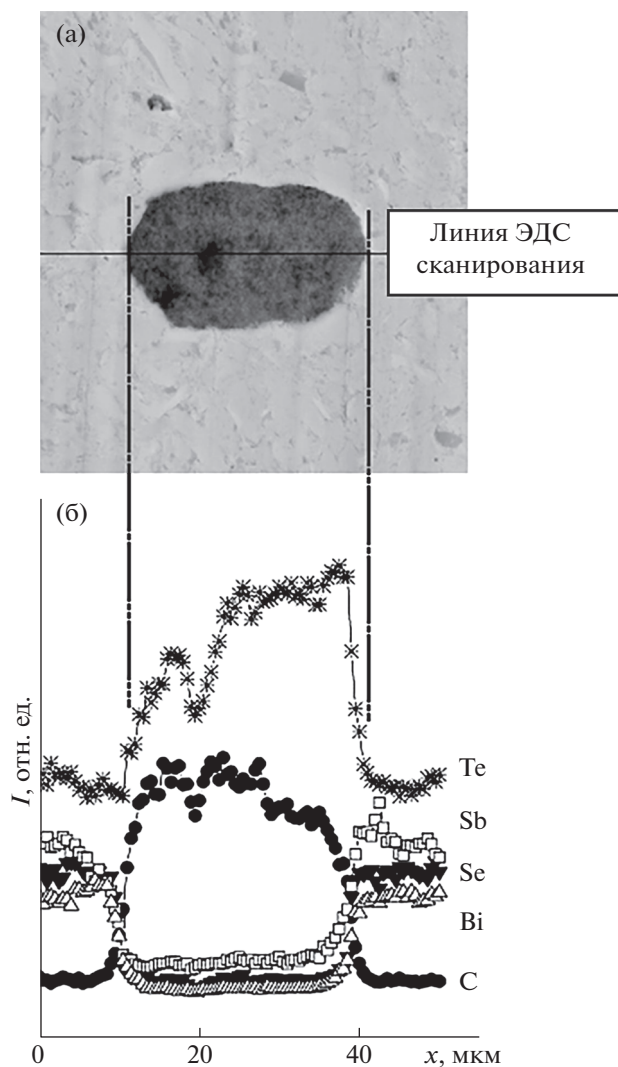 (а)
Линия ЭДС
сканирования
(б)
I, отн. ед.
Te
Sb
Se
Bi
C
0
20
40
x, мкм